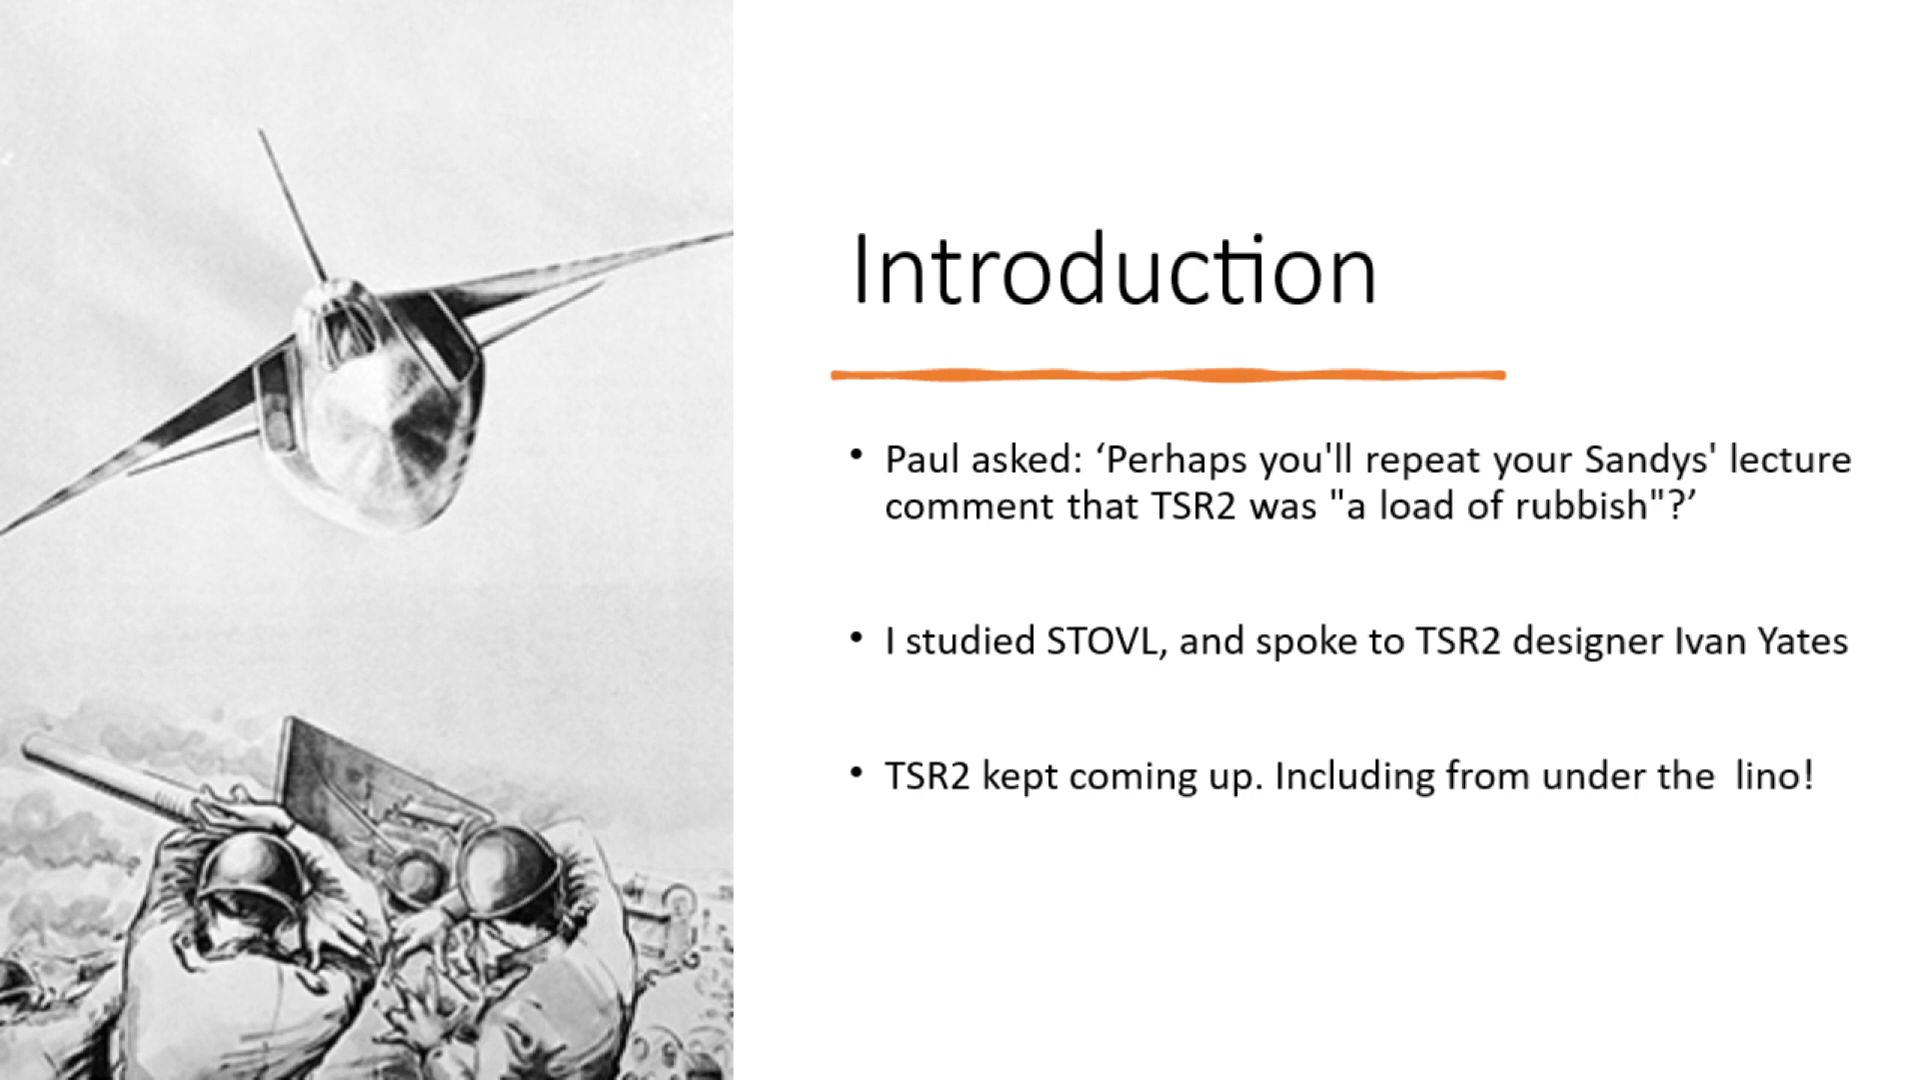 Introduction
• Paul asked: ‘Perhaps you'll repeat your Sandys' lecture
comment that TSR2 was "a load of rubbish"?’
• I studied STOVL, and spoke to TSR2 designer Ivan Yates
• TSR2 kept coming up. Including from under the  lino!